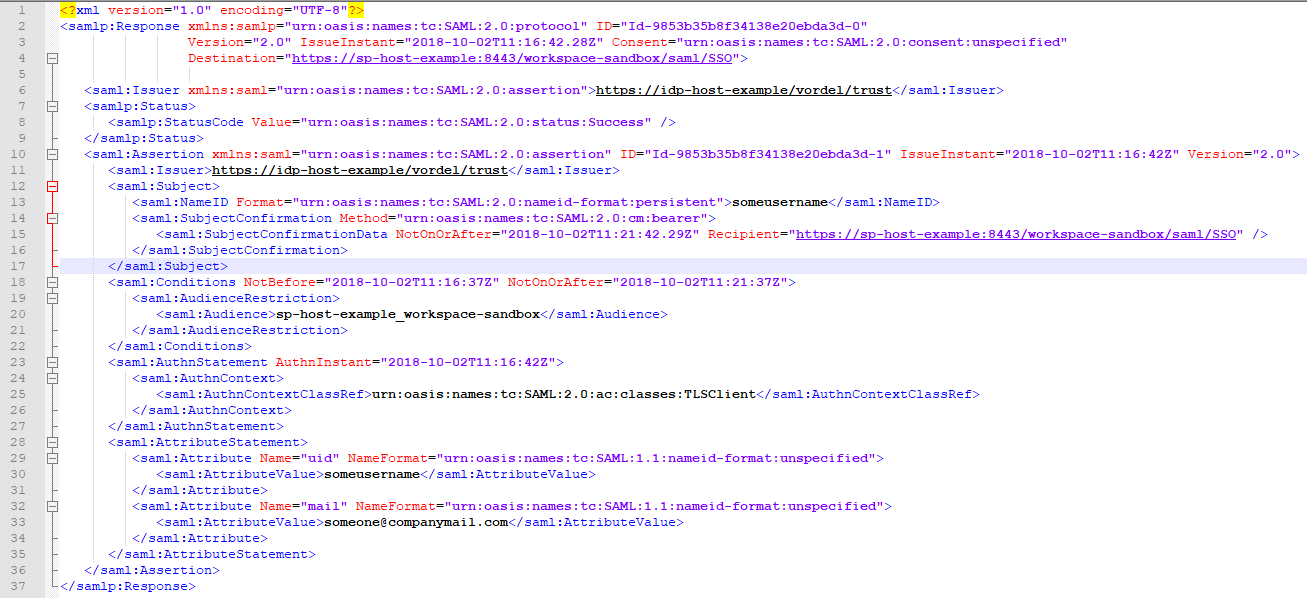 1 <?xml version="1.0" encoding="UTF-8"?>
2 <samlp:Response xmlns:samlp="urn:oasis:names:tc:SAML:2.0:protocol" ID="Id-9853b35b8f34138e20ebda3d-0"
3 Version="2.0" IssueInstant="2018-10-02T11:16:42.28Z" Consent="urn:oasis:names:tc:SAML:2.0:consent:unspecified"
4 Destination="https://sp-host-example:8443/workspace-sandbox/saml/SSO">
5
6 <saml:Issuer xmlns:saml="urn:oasis:names:tc:SAML:2.0:assertion">https://idp-host-example/vordel/trust</saml:Issuer>
7 <samlp:Status>
8 <samlp:StatusCode Value="urn:oasis:names:tc:SAML:2.0:status:Success" />
9 </samlp:Status>
10 <saml:Assertion xmlns:saml="urn:oasis:names:tc:SAML:2.0:assertion" ID="Id-9853b35b8f34138e20ebda3d-1" IssueInstant="2018-10-02T11:16:42Z" Version="2.0">
11 <saml:Issuer>https://idp-host-example/vordel/trust</saml:Issuer>
12 <saml:Subject>
13 <saml:NameID Format="urn:oasis:names:tc:SAML:2.0:nameid-format:persistent">someusername</saml:NameID>
14 <saml:SubjectConfirmation Method="urn:oasis:names:tc:SAML:2.0:cm:bearer">
15 <saml:SubjectConfirmationData NotOnOrAfter="2018-10-02T11:21:42.29Z" Recipient="https://sp-host-example:8443/workspace-sandbox/saml/SSO" />
16 </saml:SubjectConfirmation>
17 </saml:Subject>
18 <saml:Conditions NotBefore="2018-10-02T11:16:37Z" NotOnOrAfter="2018-10-02T11:21:37Z">
19 <saml:AudienceRestriction>
20 <saml:Audience>sp-host-example_workspace-sandbox</saml:Audience>
21 </saml:AudienceRestriction>
22 </saml:Conditions>
23 <saml:AuthnStatement AuthnInstant="2018-10-02T11:16:42Z">
24 <saml:AuthnContext>
25 <saml:AuthnContextClassRef>urn:oasis:names:tc:SAML:2.0:ac:classes:TLSClient</saml:AuthnContextClassRef>
26 </saml:AuthnContext>
27 </saml:AuthnStatement>
28 <saml:AttributeStatement>
29 <saml:Attribute Name="uid" NameFormat="urn:oasis:names:tc:SAML:1.1:nameid-format:unspecified">
30 <saml:AttributeValue>someusername</saml:AttributeValue>
31 </saml:Attribute>
32 <saml:Attribute Name="mail" NameFormat="urn:oasis:names:tc:SAML:1.1:nameid-format:unspecified">
33 <saml:AttributeValue>someone@companymail.com</saml:AttributeValue>
34 </saml:Attribute>
35 </saml:AttributeStatement>
36 </saml:Assertion>
37 </samlp:Response>